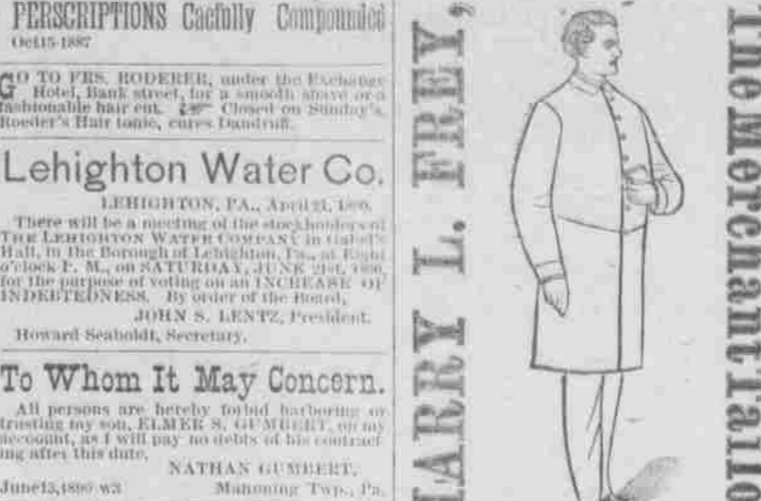 PERSCRIPTIONS Cacfully Compounded
Oct15-1887
GO TO FRS. RODERER, under the Exchange
Hotel, Bank street, for a smooth shave or a
fashionable hair cut. Closed on Sunday's.
Roeder's Hair tonic, cures Dandruff.
Lehighton Water Co.
LEHIGHTON, PA., April 21, 1890.
There will be a meeting of the stockholders of
THE LEHIGHTON WATER COMPANY in Gabel's
Hall, in the Borough of Lehighton, Pa., at Eight
o'clock P. M., on SATURDAY, JUNE 21st, 1890,
for the purpose of voting on an INCREASE OF
INDEBTEDNESS. By order of the Board,
JOHN S. LENTZ, President.
Howard Seaboldt, Secretary.
To Whom It May Concern.
All persons are hereby forbid harboring or
trusting my son, ELMER S. GUMBERT, on my
account, as I will pay no debts of his contract
ing after this date.
NATHAN GUMBERT,
June13,1890 w3 Mahoning Twp., Pa.
ARRY L. FREY,
The Merchant Tailo